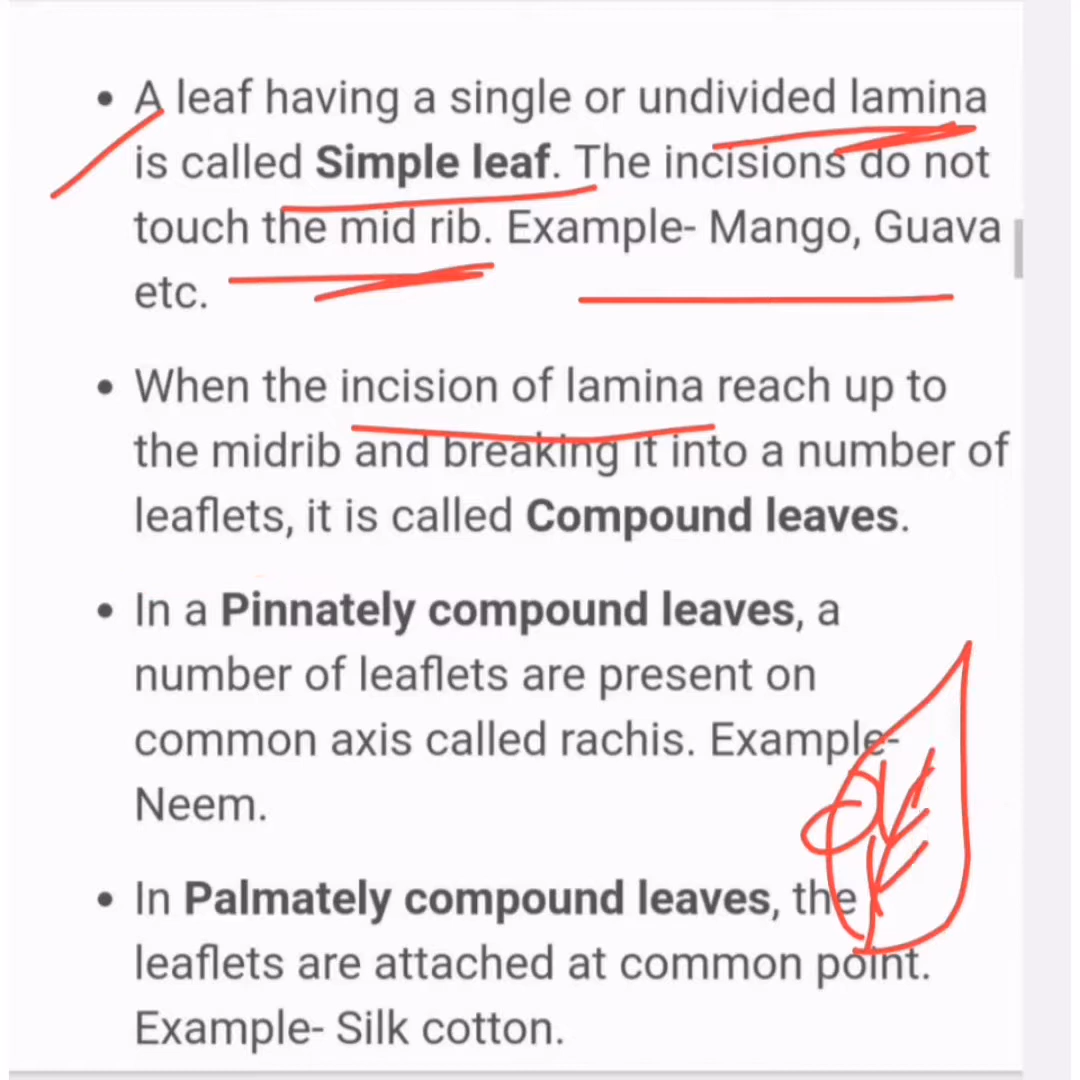 • A leaf having a single or undivided lamina
is called Simple leaf. The incisions do not
touch the mid rib. Example- Mango, Guava
etc.
• When the incision of lamina reach up to
the midrib and breaking it into a number of
leaflets, it is called Compound leaves.
• In a Pinnately compound leaves, a
number of leaflets are present on
common axis called rachis. Example-
Neem.
• In Palmately compound leaves, the
leaflets are attached at common point.
Example- Silk cotton.